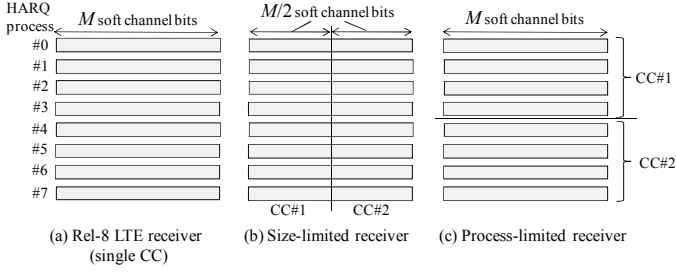 HARQ
process
M soft channel bits
M/2 soft channel bits
M soft channel bits
#0
#1
#2
#3
#4
#5
#6
#7
CC#1
CC#2
CC#1
CC#2
(a) Rel-8 LTE receiver
(single CC)
(b) Size-limited receiver
(c) Process-limited receiver